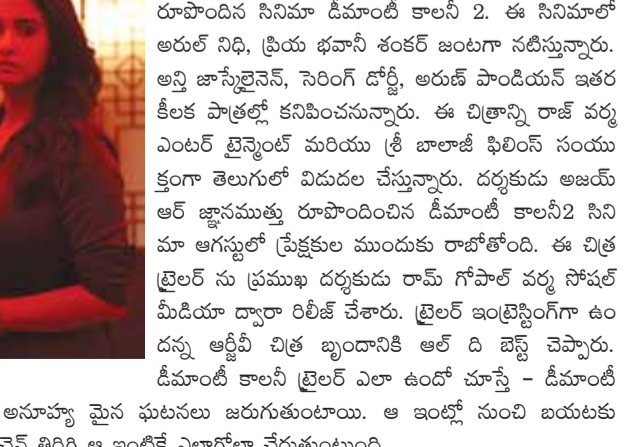 రూపొందిన సినిమా డీమాంటీ కాలనీ 2. ఈ సినిమాలో
అరుల్ నిధి, ప్రియ భవానీ శంకర్ జంటగా నటిస్తున్నారు.
అన్తి జాస్కేలైనెన్, సెరింగ్ డోర్జీ, అరుణ్ పాండియన్ ఇతర
కీలక పాత్రల్లో కనిపించనున్నారు. ఈ చిత్రాన్ని రాజ్ వర్మ
ఎంటర్ టైన్మెంట్ మరియు శ్రీ బాలాజీ ఫిలింస్ సంయు
క్తంగా తెలుగులో విడుదల చేస్తున్నారు. దర్శకుడు అజయ్
ఆర్ జ్ఞానముత్తు రూపొందించిన డీమాంటీ కాలనీ2 సిని
మా ఆగస్టులో ప్రేక్షకుల ముందుకు రాబోతోంది. ఈ చిత్ర
ట్రైలర్ ను ప్రముఖ దర్శకుడు రామ్ గోపాల్ వర్మ సోషల్
మీడియా ద్వారా రిలీజ్ చేశారు. ట్రైలర్ ఇంట్రెస్టింగ్‌గా ఉం
దన్న ఆర్జీవీ చిత్ర బృందానికి ఆల్ ది బెస్ట్ చెప్పారు.
డీమాంటీ కాలనీ ట్రైలర్ ఎలా ఉందో చూస్తే – డీమాంటీ
అనూహ్య మైన ఘటనలు జరుగుతుంటాయి. ఆ ఇంట్లో నుంచి బయటకు
తిరిగి ఆ ఇంటికే ఎలాగోలా చేరుతుంటుంది.